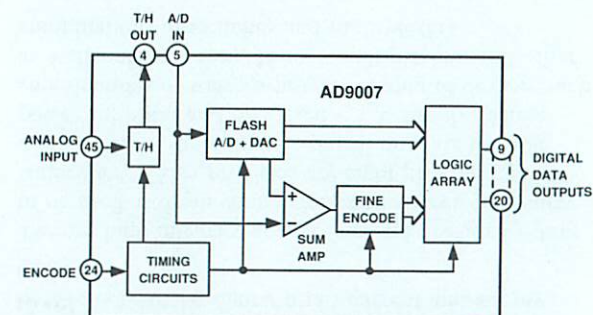 T/H OUT
A/D IN
4
5
AD9007
ANALOG INPUT
45
T/H
FLASH
A/D + DAC
LOGIC
ARRAY
9
20
DIGITAL
DATA
OUTPUTS
+
−
SUM
AMP
FINE
ENCODE
ENCODE
24
TIMING
CIRCUITS